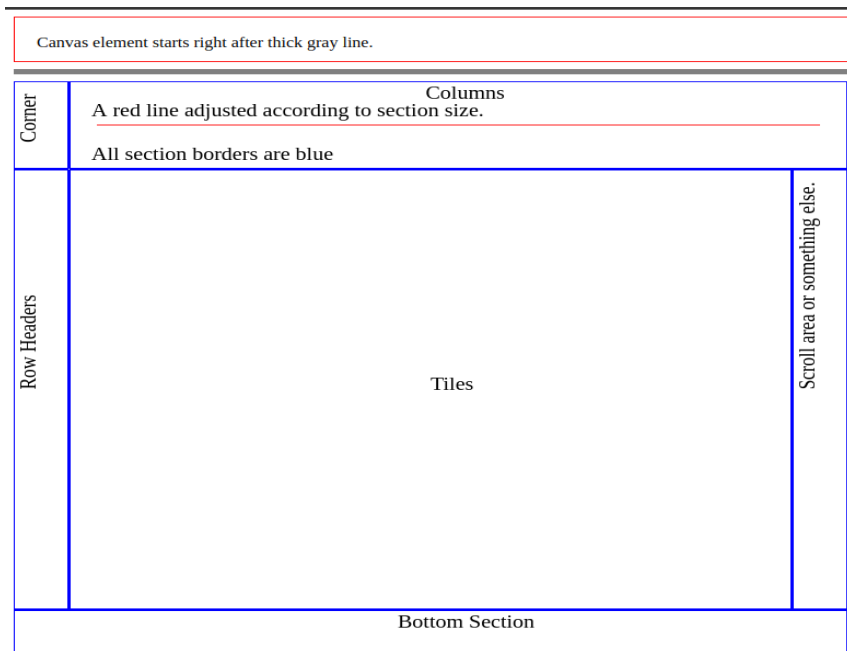 Canvas element starts right after thick gray line.
Corner
Columns
A red line adjusted according to section size.
All section borders are blue
Row Headers
Tiles
Scroll area or something else.
Bottom Section